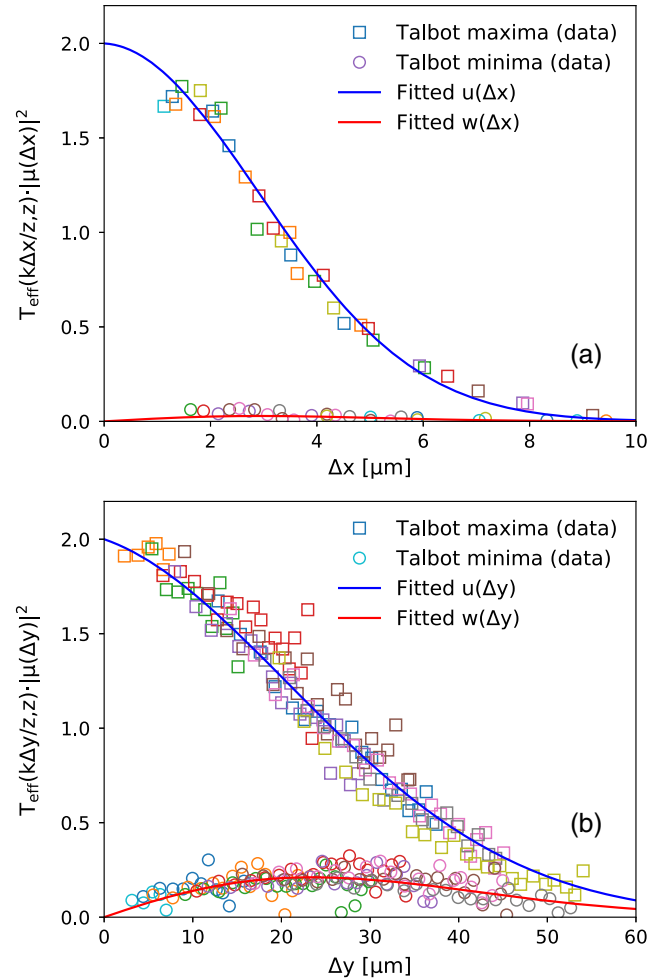 2.0
1.5
1.0
0.5
0.0
T_eff(kΔx/z,z)·|μ(Δx)|²
Talbot maxima (data)
Talbot minima (data)
Fitted u(Δx)
Fitted w(Δx)
(a)
0 2 4 6 8 10
Δx [μm]
2.0
1.5
1.0
0.5
0.0
T_eff(kΔy/z,z)·|μ(Δy)|²
Talbot maxima (data)
Talbot minima (data)
Fitted u(Δy)
Fitted w(Δy)
(b)
0 10 20 30 40 50 60
Δy [μm]